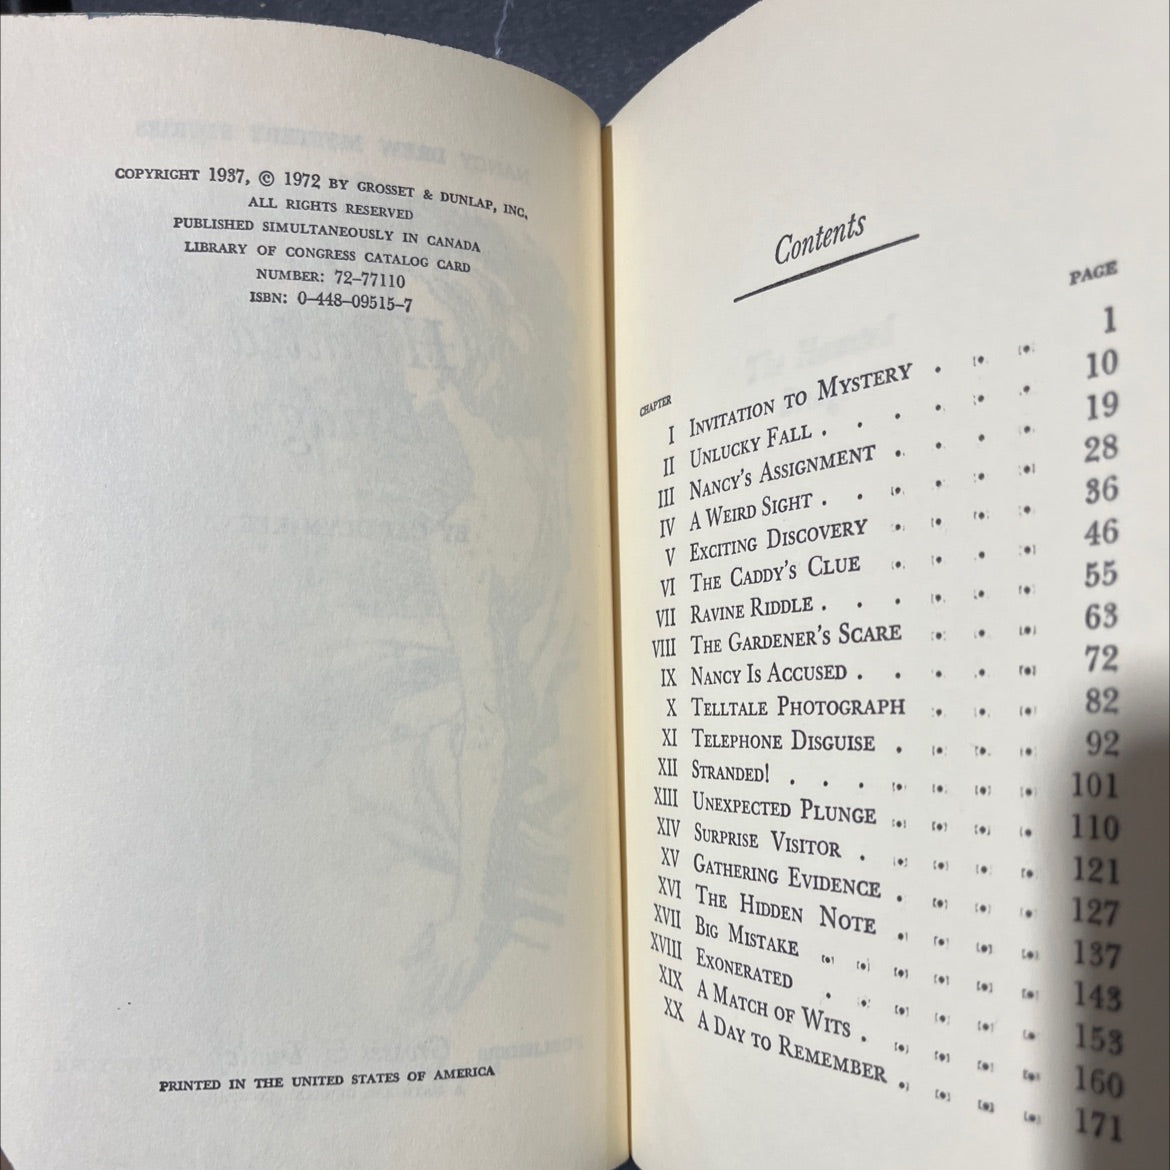 COPYRIGHT 1937, © 1972 BY GROSSET & DUNLAP, INC.
ALL RIGHTS RESERVED
PUBLISHED SIMULTANEOUSLY IN CANADA
LIBRARY OF CONGRESS CATALOG CARD
NUMBER: 72-77110
ISBN: 0-448-09515-7
PRINTED IN THE UNITED STATES OF AMERICA
Contents
CHAPTER PAGE
I INVITATION TO MYSTERY . . . 1
II UNLUCKY FALL . . . . . . 10
III NANCY'S ASSIGNMENT . . . . 19
IV A WEIRD SIGHT . . . . . . 28
V EXCITING DISCOVERY . . . . 36
VI THE CADDY'S CLUE . . . . 46
VII RAVINE RIDDLE . . . . . . 55
VIII THE GARDENER'S SCARE . . . 63
IX NANCY IS ACCUSED . . . . . 72
X TELLTALE PHOTOGRAPH . . . 82
XI TELEPHONE DISGUISE . . . . 92
XII STRANDED! . . . . . . . 101
XIII UNEXPECTED PLUNGE . . . . 110
XIV SURPRISE VISITOR . . . . . 121
XV GATHERING EVIDENCE . . . . 127
XVI THE HIDDEN NOTE . . . . 137
XVII BIG MISTAKE . . . . . . 143
XVIII EXONERATED . . . . . . 153
XIX A MATCH OF WITS . . . . . 160
XX A DAY TO REMEMBER . . . . 171